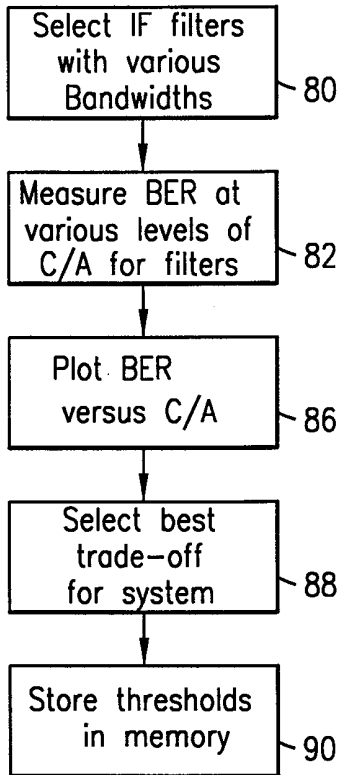 Select IF filters
with various
Bandwidths
80
Measure BER at
various levels of
C/A for filters
82
Plot BER
versus C/A
86
Select best
trade-off
for system
88
Store thresholds
in memory
90